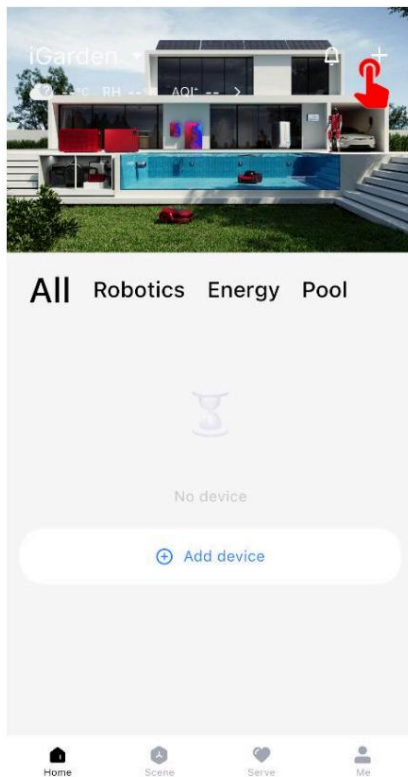 iGarden
--°C RH --% AQI: -- >
All Robotics Energy Pool
No device
Add device
Home Scene Serve Me